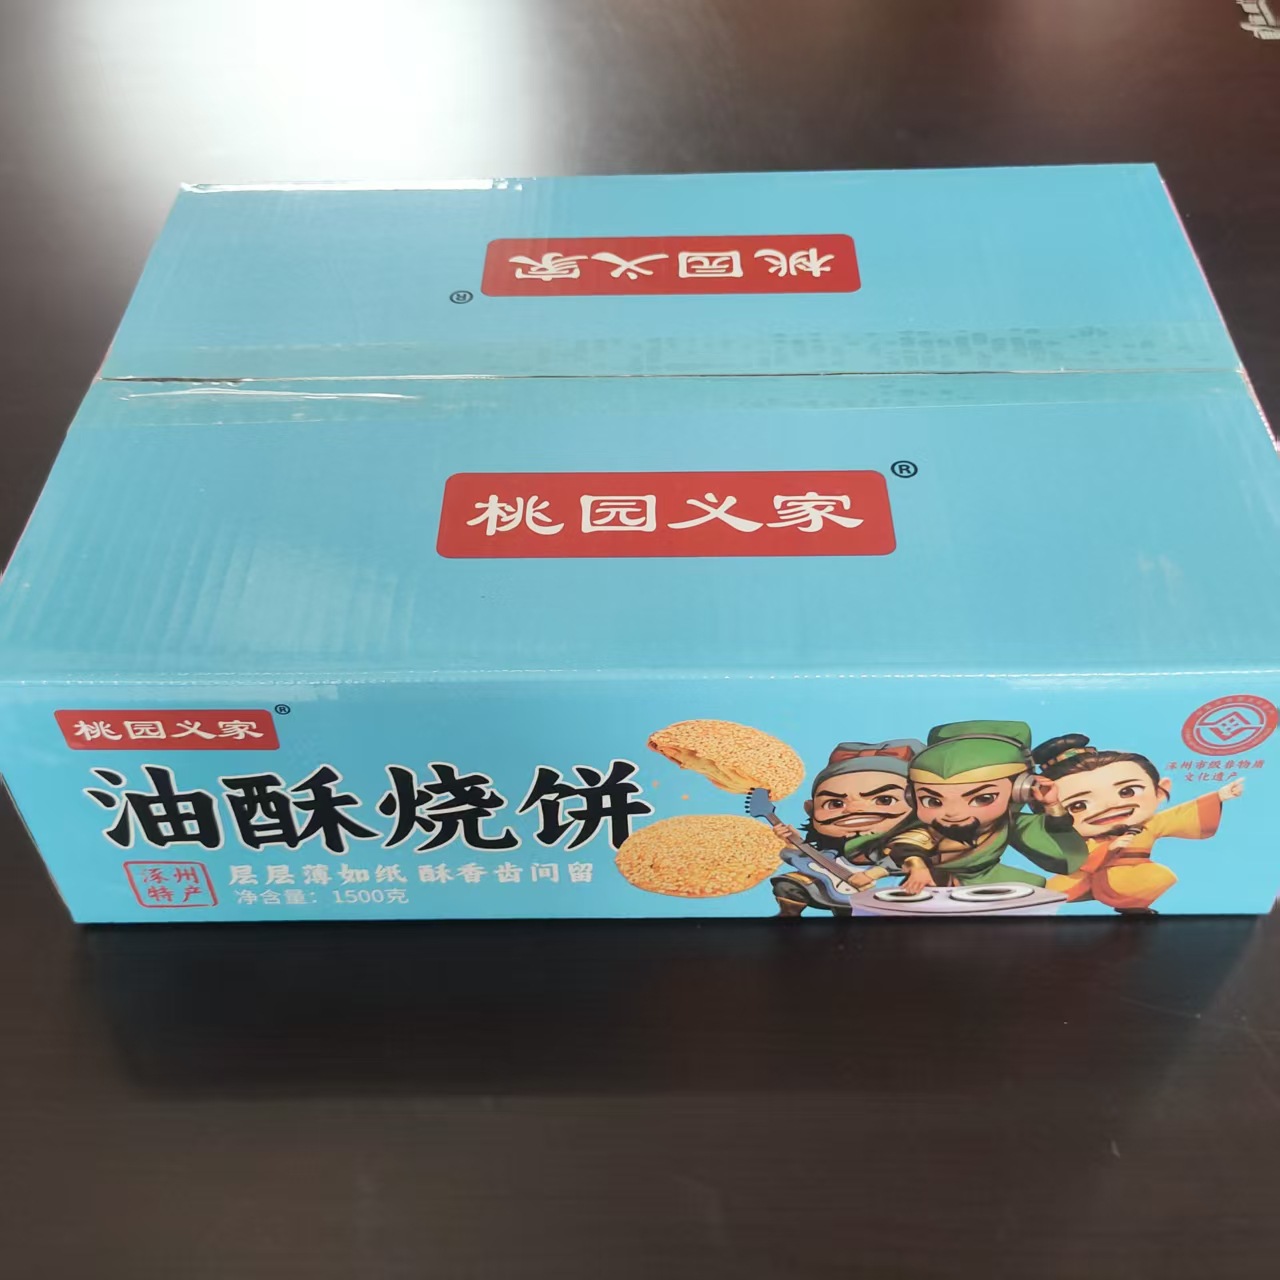 桃园义家
®
桃园义家®
桃园义家®
油酥烧饼
涿州
特产
层层薄如纸 酥香齿间留
净含量：1500克
涿州市级非物质
文化遗产